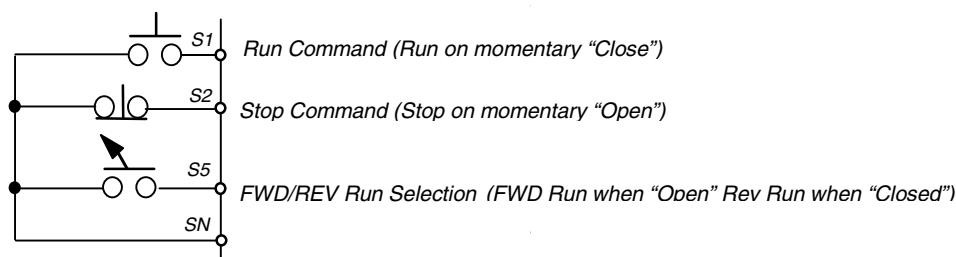 S1 Run Command (Run on momentary “Close”)
S2 Stop Command (Stop on momentary “Open”)
S5 FWD/REV Run Selection (FWD Run when “Open” Rev Run when “Closed”)
SN